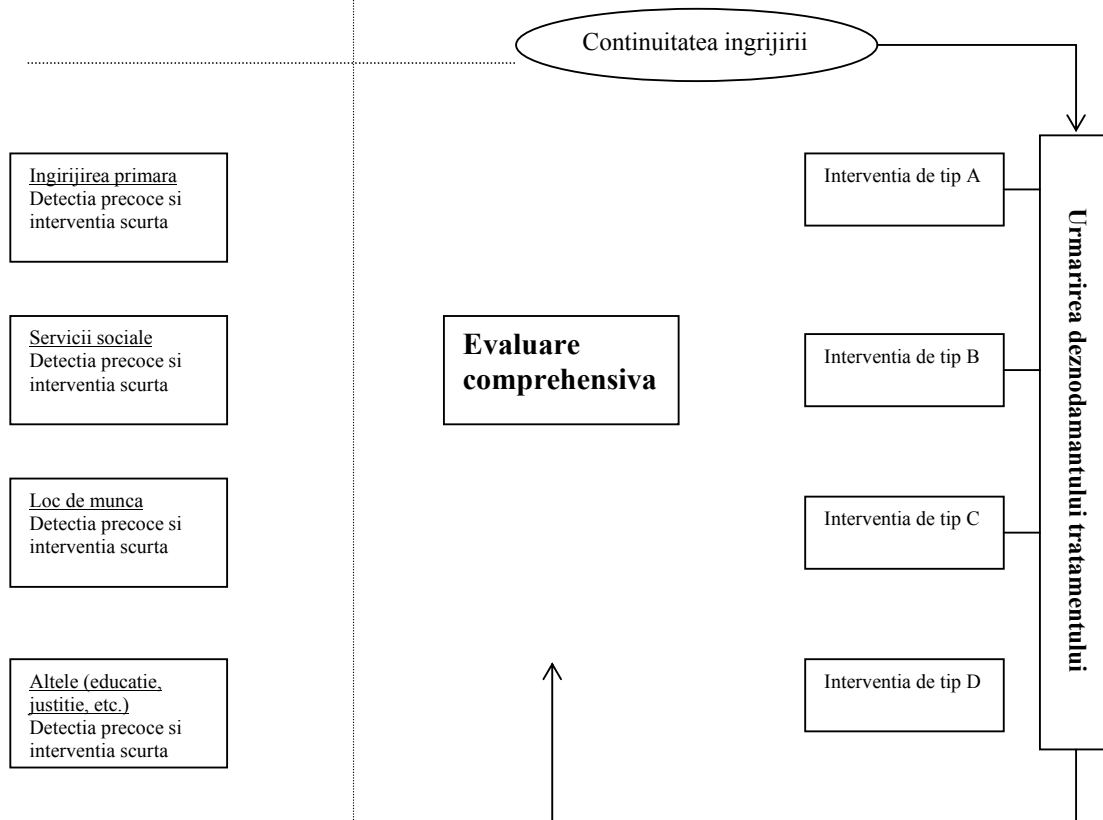 Continuitatea ingrijirii
Ingirijirea primara
Detectia precoce si
interventia scurta
Servicii sociale
Detectia precoce si
interventia scurta
Loc de munca
Detectia precoce si
interventia scurta
Altele (educatie,
justitie, etc.)
Detectia precoce si
interventia scurta
Evaluare
comprehensiva
Interventia de tip A
Interventia de tip B
Interventia de tip C
Interventia de tip D
Urmarirea deznodamantului tratamentului